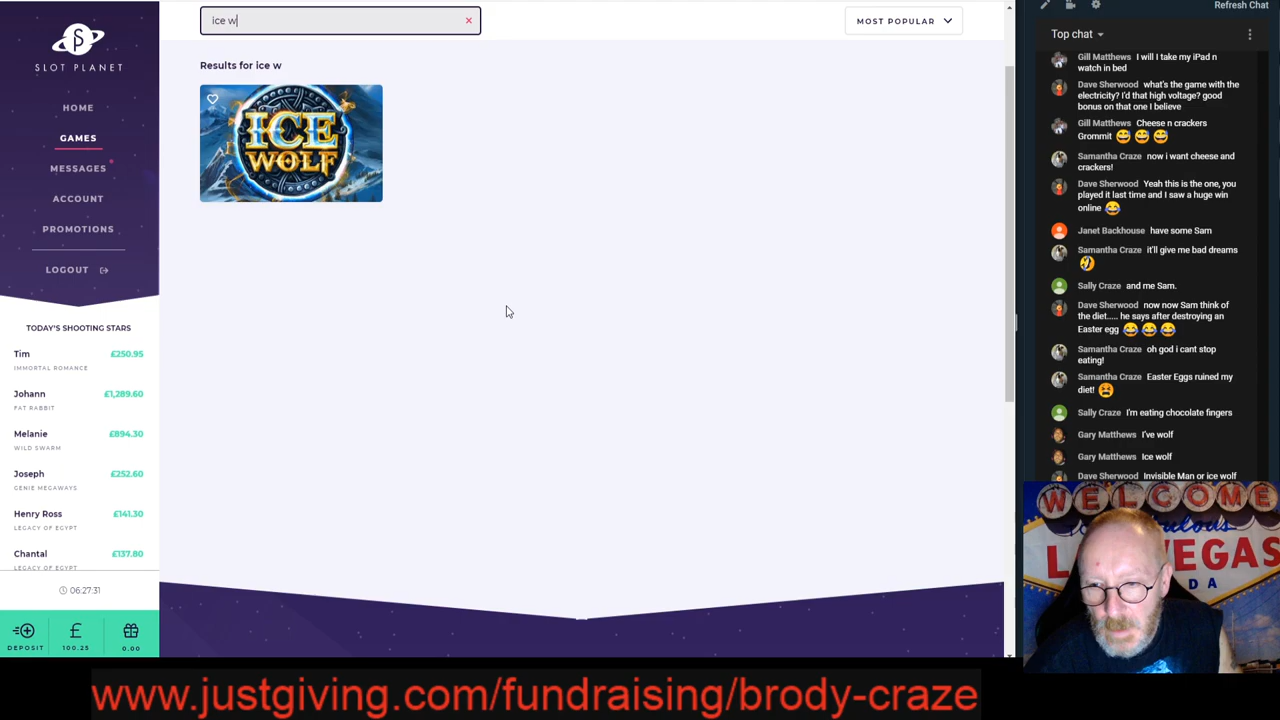 ice w
MOST POPULAR
Results for ice w
ICE
WOLF
SLOT PLANET
HOME
GAMES
MESSAGES
ACCOUNT
PROMOTIONS
LOGOUT
TODAY'S SHOOTING STARS
Tim £250.95
IMMORTAL ROMANCE
Johann £1,289.60
FAT RABBIT
Melanie £894.30
WILD SWARM
Joseph £252.60
GENIE MEGAWAYS
Henry Ross £141.30
LEGACY OF EGYPT
Chantal £137.80
LEGACY OF EGYPT
06:27:31
DEPOSIT 100.25 0.00
Refresh Chat
Top chat
Gill Matthews I will I take my iPad n
watch in bed
Dave Sherwood what's the game with the
electricity? I'd that high voltage? good
bonus on that one I believe
Gill Matthews Cheese n crackers
Grommit 😅 😅 😅
Samantha Craze now i want cheese and
crackers!
Dave Sherwood Yeah this is the one, you
played it last time and I saw a huge win
online 😂
Janet Backhouse have some Sam
Samantha Craze it'll give me bad dreams
🤣
Sally Craze and me Sam.
Dave Sherwood now now Sam think of
the diet..... he says after destroying an
Easter egg 😂 😂 😂
Samantha Craze oh god i cant stop
eating!
Samantha Craze Easter Eggs ruined my
diet! 😫
Sally Craze I'm eating chocolate fingers
Gary Matthews I've wolf
Gary Matthews Ice wolf
Dave Sherwood Invisible Man or ice wolf
WELCOME
www.justgiving.com/fundraising/brody-craze